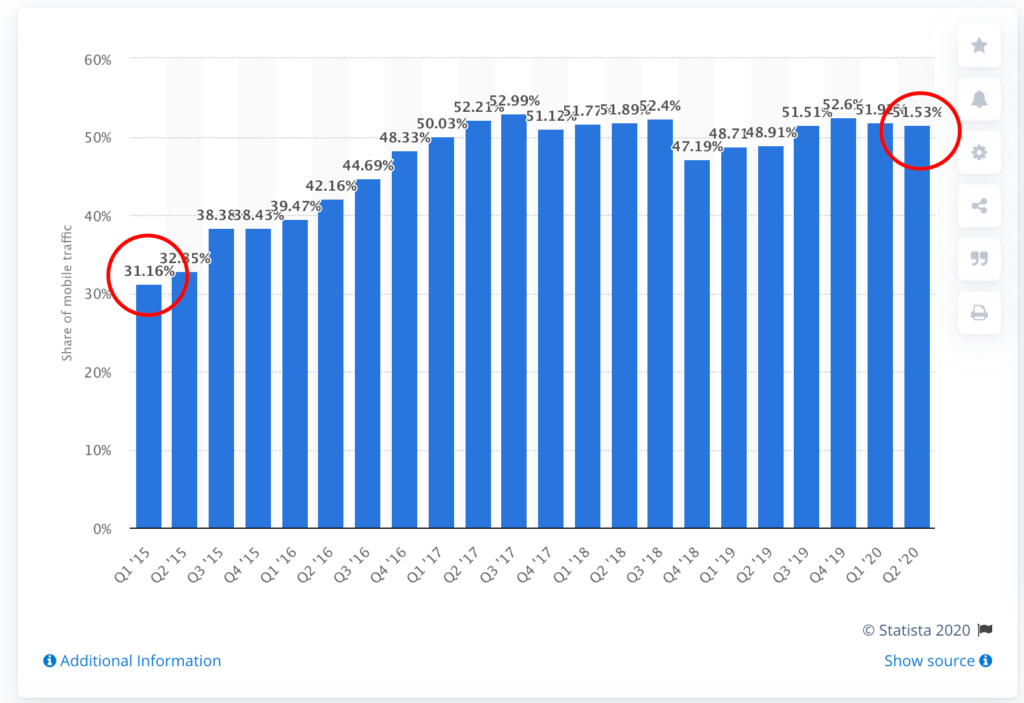 60%
50%
40%
30%
20%
10%
0%
Share of mobile traffic
31.16%
32.85%
38.43%
39.47%
42.16%
44.69%
48.33%
50.03%
52.21%
52.99%
51.12%
51.77%
51.89%
52.4%
47.19%
48.71
48.91%
51.51%
52.6%
51.53%
Q1 '15
Q2 '15
Q3 '15
Q4 '15
Q1 '16
Q2 '16
Q3 '16
Q4 '16
Q1 '17
Q2 '17
Q3 '17
Q4 '17
Q1 '18
Q2 '18
Q3 '18
Q4 '18
Q1 '19
Q2 '19
Q3 '19
Q4 '19
Q1 '20
Q2 '20
© Statista 2020
Additional Information
Show source